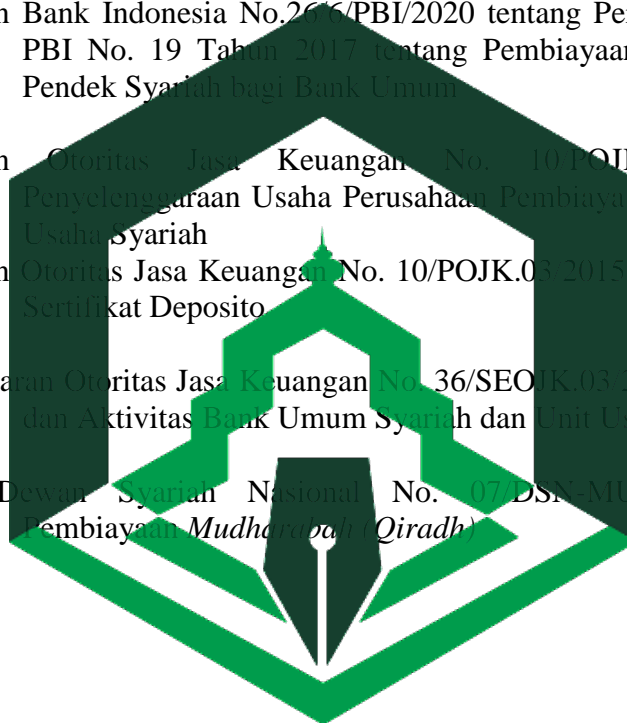 n Bank Indonesia No.26/6/PBI/2020 tentang Per
PBI No. 19 Tahun 2017 tentang Pembiayaan
Pendek Syariah bagi Bank Umum
n Otoritas Jasa Keuangan No. 10/POJK
Penyelenggaraan Usaha Perusahaan Pembiaya
Usaha Syariah
n Otoritas Jasa Keuangan No. 10/POJK.03/2015
Sertifikat Deposito
aran Otoritas Jasa Keuangan No. 36/SEOJK.03/2
dan Aktivitas Bank Umum Syariah dan Unit Us
Dewan Syariah Nasional No. 07/DSN-MU
Pembiayaan Mudharabah (Qiradh)